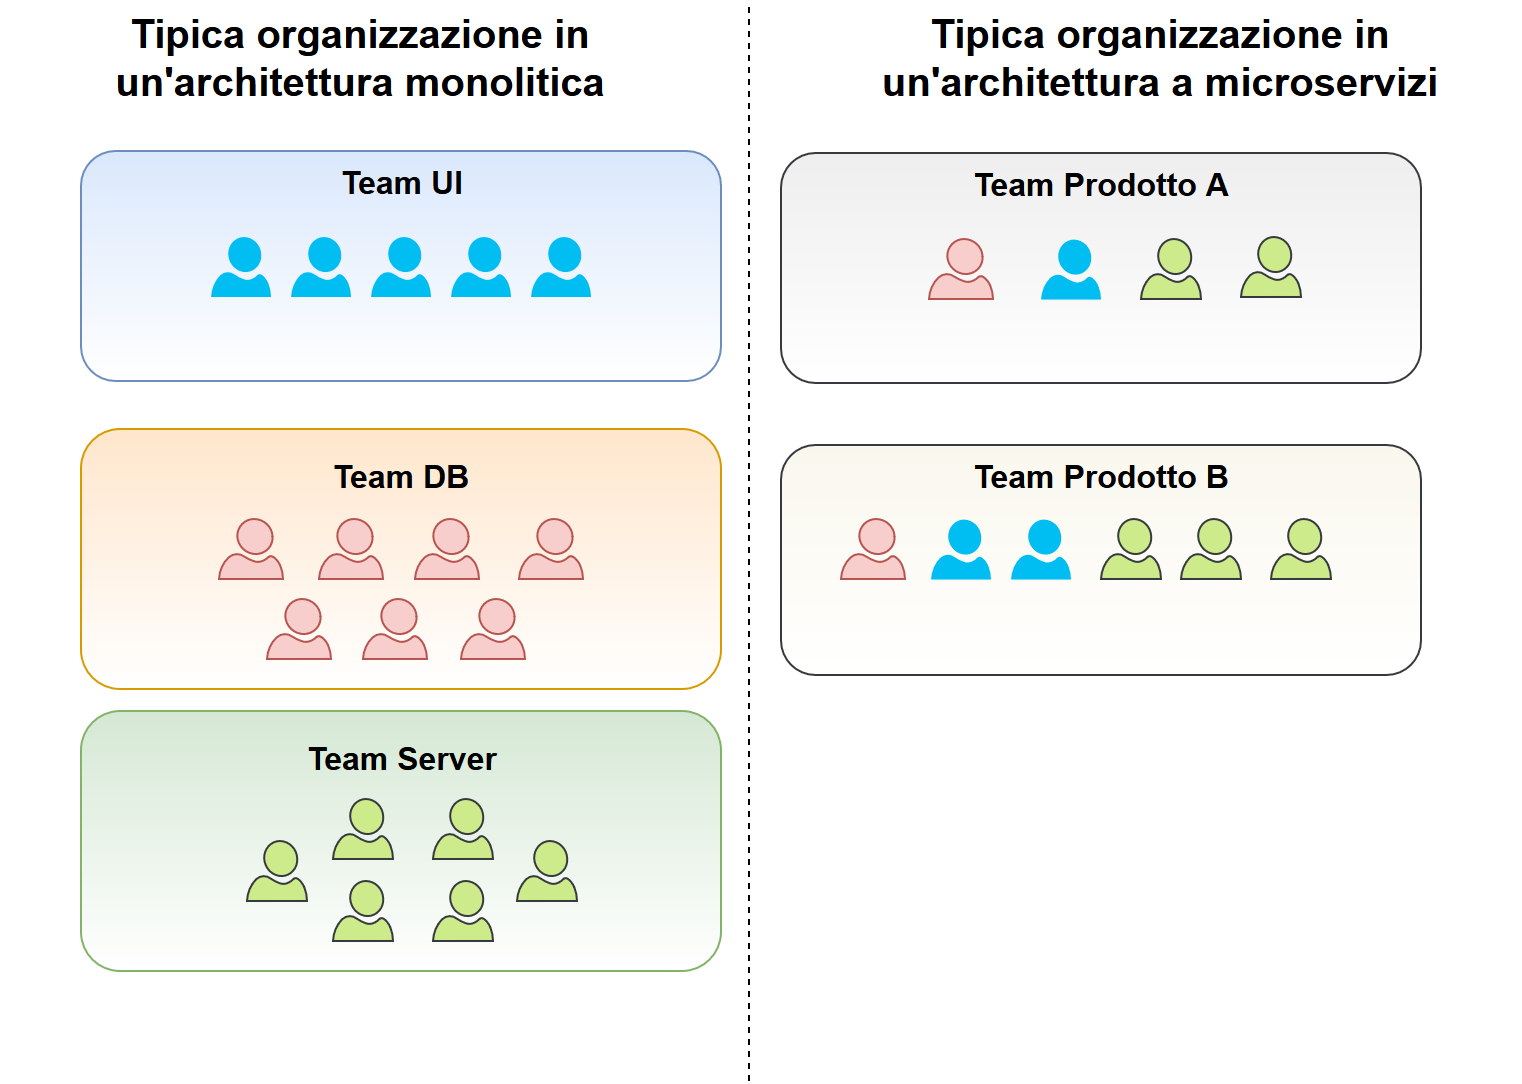 Tipica organizzazione in
un'architettura monolitica
Team UI
Team DB
Team Server
Tipica organizzazione in
un'architettura a microservizi
Team Prodotto A
Team Prodotto B